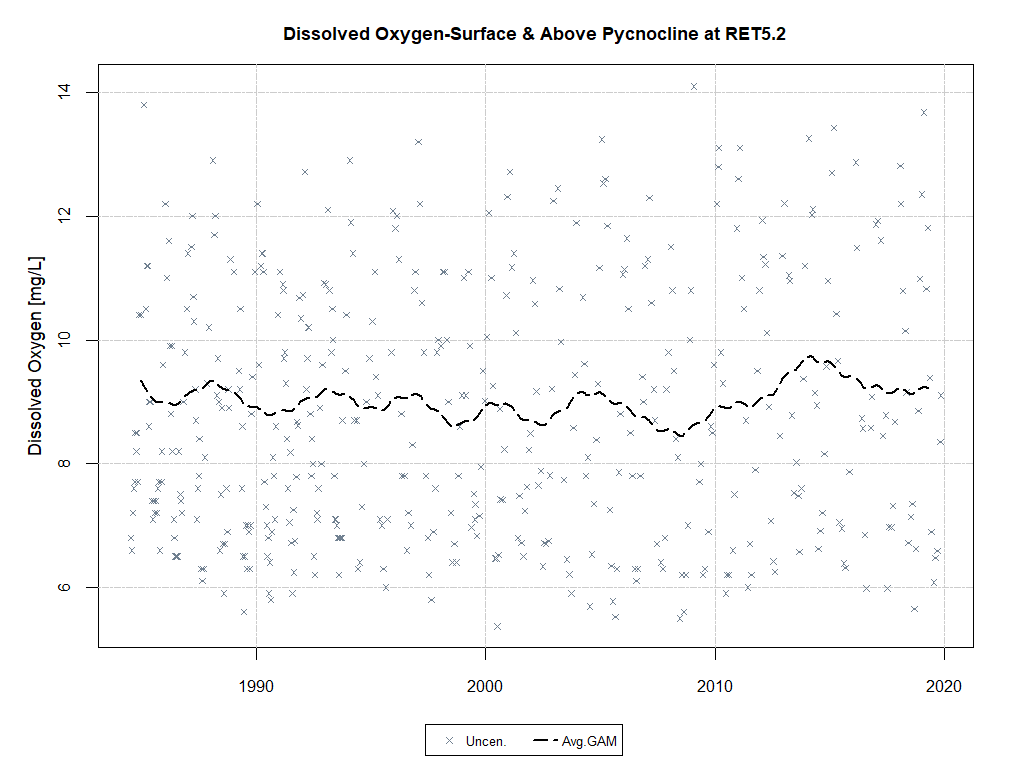 Dissolved Oxygen-Surface & Above Pycnocline at RET5.2
Dissolved Oxygen [mg/L]
14
12
10
8
6
1990 2000 2010 2020
Uncen. Avg.GAM